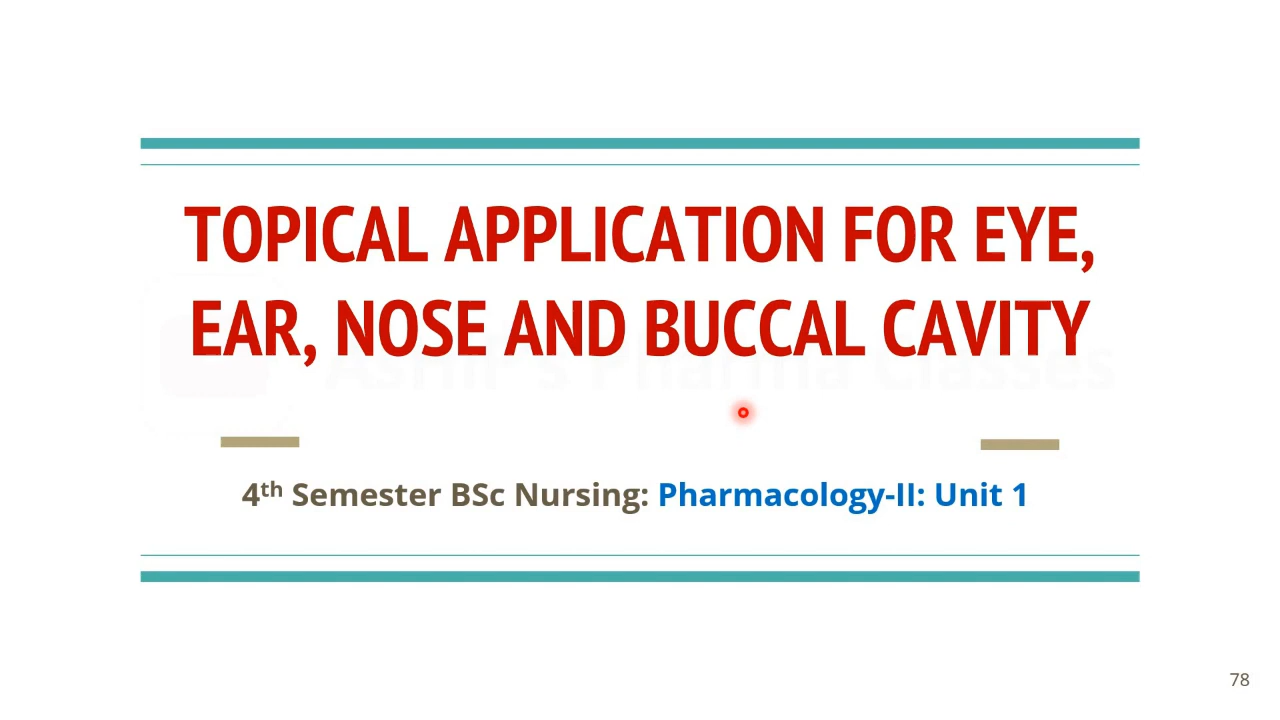 TOPICAL APPLICATION FOR EYE,
EAR, NOSE AND BUCCAL CAVITY
4th Semester BSc Nursing: Pharmacology-II: Unit 1
78